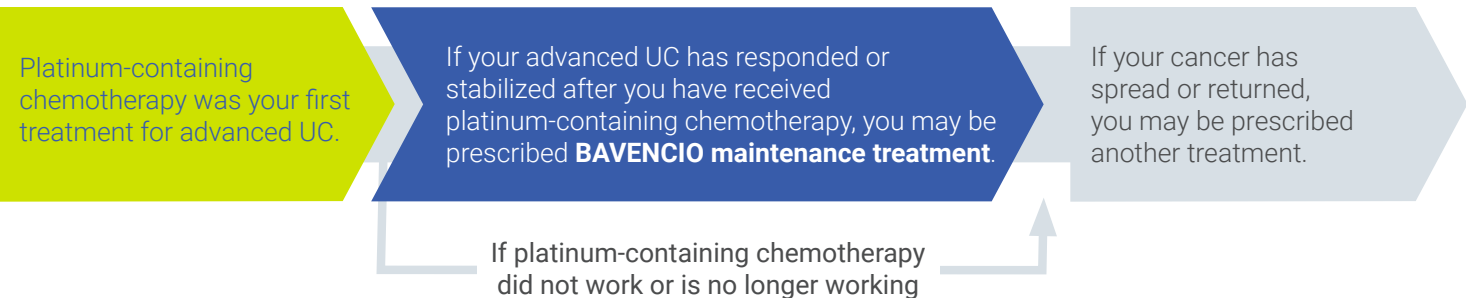 Platinum-containing
chemotherapy was your first
treatment for advanced UC.
If your advanced UC has responded or
stabilized after you have received
platinum-containing chemotherapy, you may be
prescribed BAVENCIO maintenance treatment.
If your cancer has
spread or returned,
you may be prescribed
another treatment.
If platinum-containing chemotherapy
did not work or is no longer working